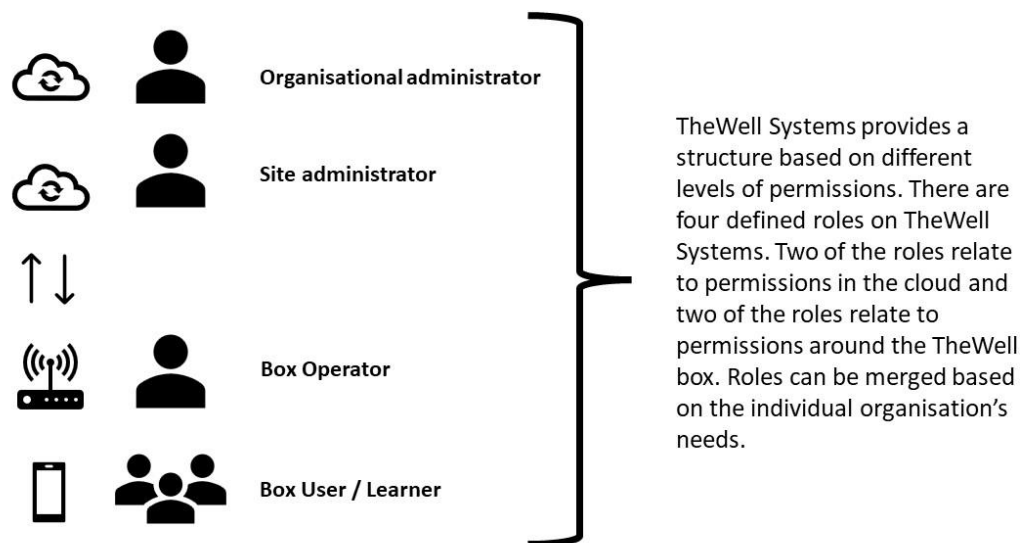 Organisational administrator
Site administrator
Box Operator
Box User / Learner
TheWell Systems provides a
structure based on different
levels of permissions. There are
four defined roles on TheWell
Systems. Two of the roles relate
to permissions in the cloud and
two of the roles relate to
permissions around the TheWell
box. Roles can be merged based
on the individual organisation’s
needs.